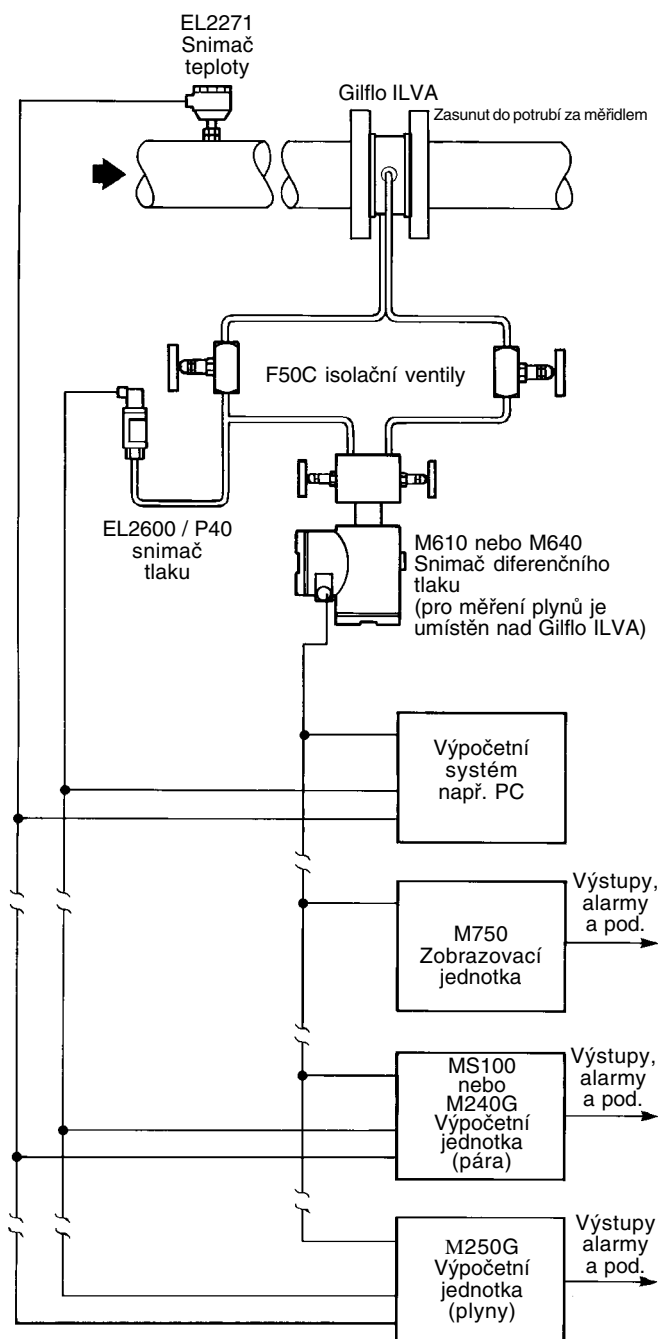 EL2271
Snimač
teploty
Gilflo ILVA
Zasunut do potrubí za měřidlem
F50C isolační ventily
EL2600 / P40
snimač
tlaku
M610 nebo M640
Snimač diferenčního
tlaku
(pro měření plynů je
umístěn nad Gilflo ILVA)
Výpočetní
systém
např. PC
M750
Zobrazovací
jednotka
Výstupy,
alarmy
a pod.
MS100
nebo
M240G
Výpočetní
jednotka
(pára)
Výstupy,
alarmy
a pod.
M250G
Výpočetní
jednotka
(plyny)
Výstupy
alarmy
a pod.